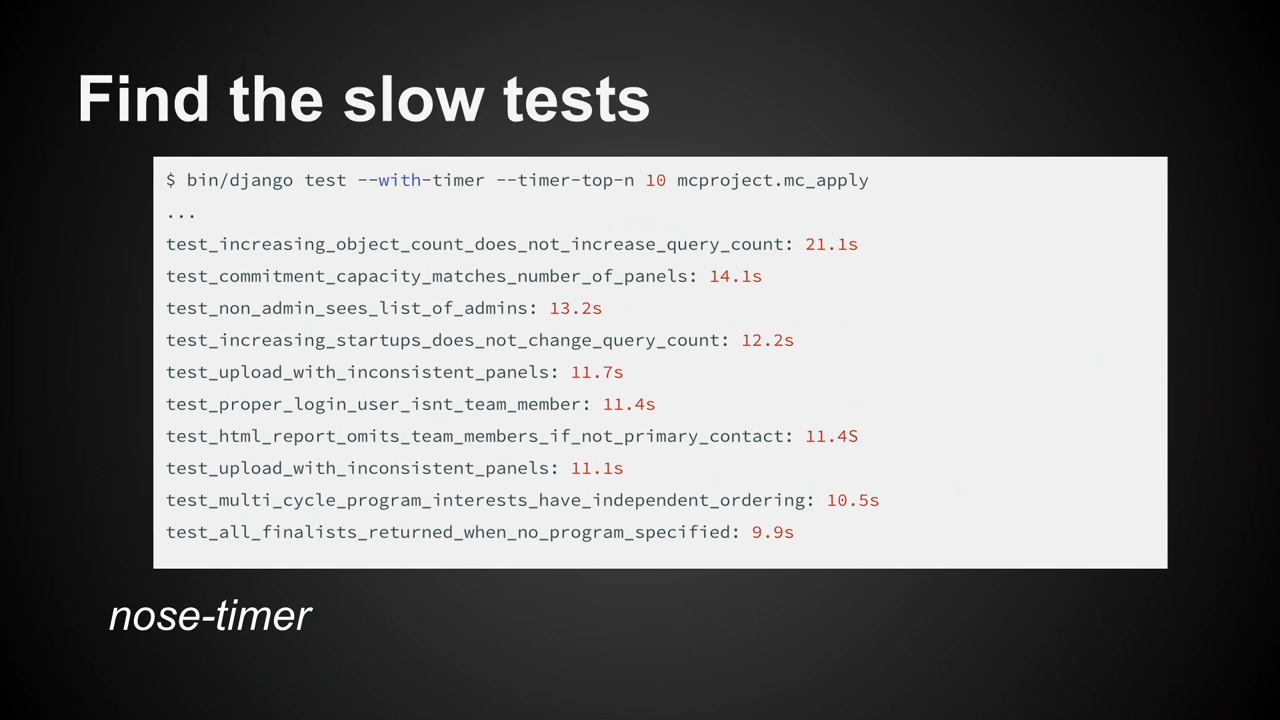 Find the slow tests
$ bin/django test --with-timer --timer-top-n 10 mcproject.mc_apply
...
test_increasing_object_count_does_not_increase_query_count: 21.1s
test_commitment_capacity_matches_number_of_panels: 14.1s
test_non_admin_sees_list_of_admins: 13.2s
test_increasing_startups_does_not_change_query_count: 12.2s
test_upload_with_inconsistent_panels: 11.7s
test_proper_login_user_isnt_team_member: 11.4s
test_html_report_omits_team_members_if_not_primary_contact: 11.4S
test_upload_with_inconsistent_panels: 11.1s
test_multi_cycle_program_interests_have_independent_ordering: 10.5s
test_all_finalists_returned_when_no_program_specified: 9.9s
nose-timer